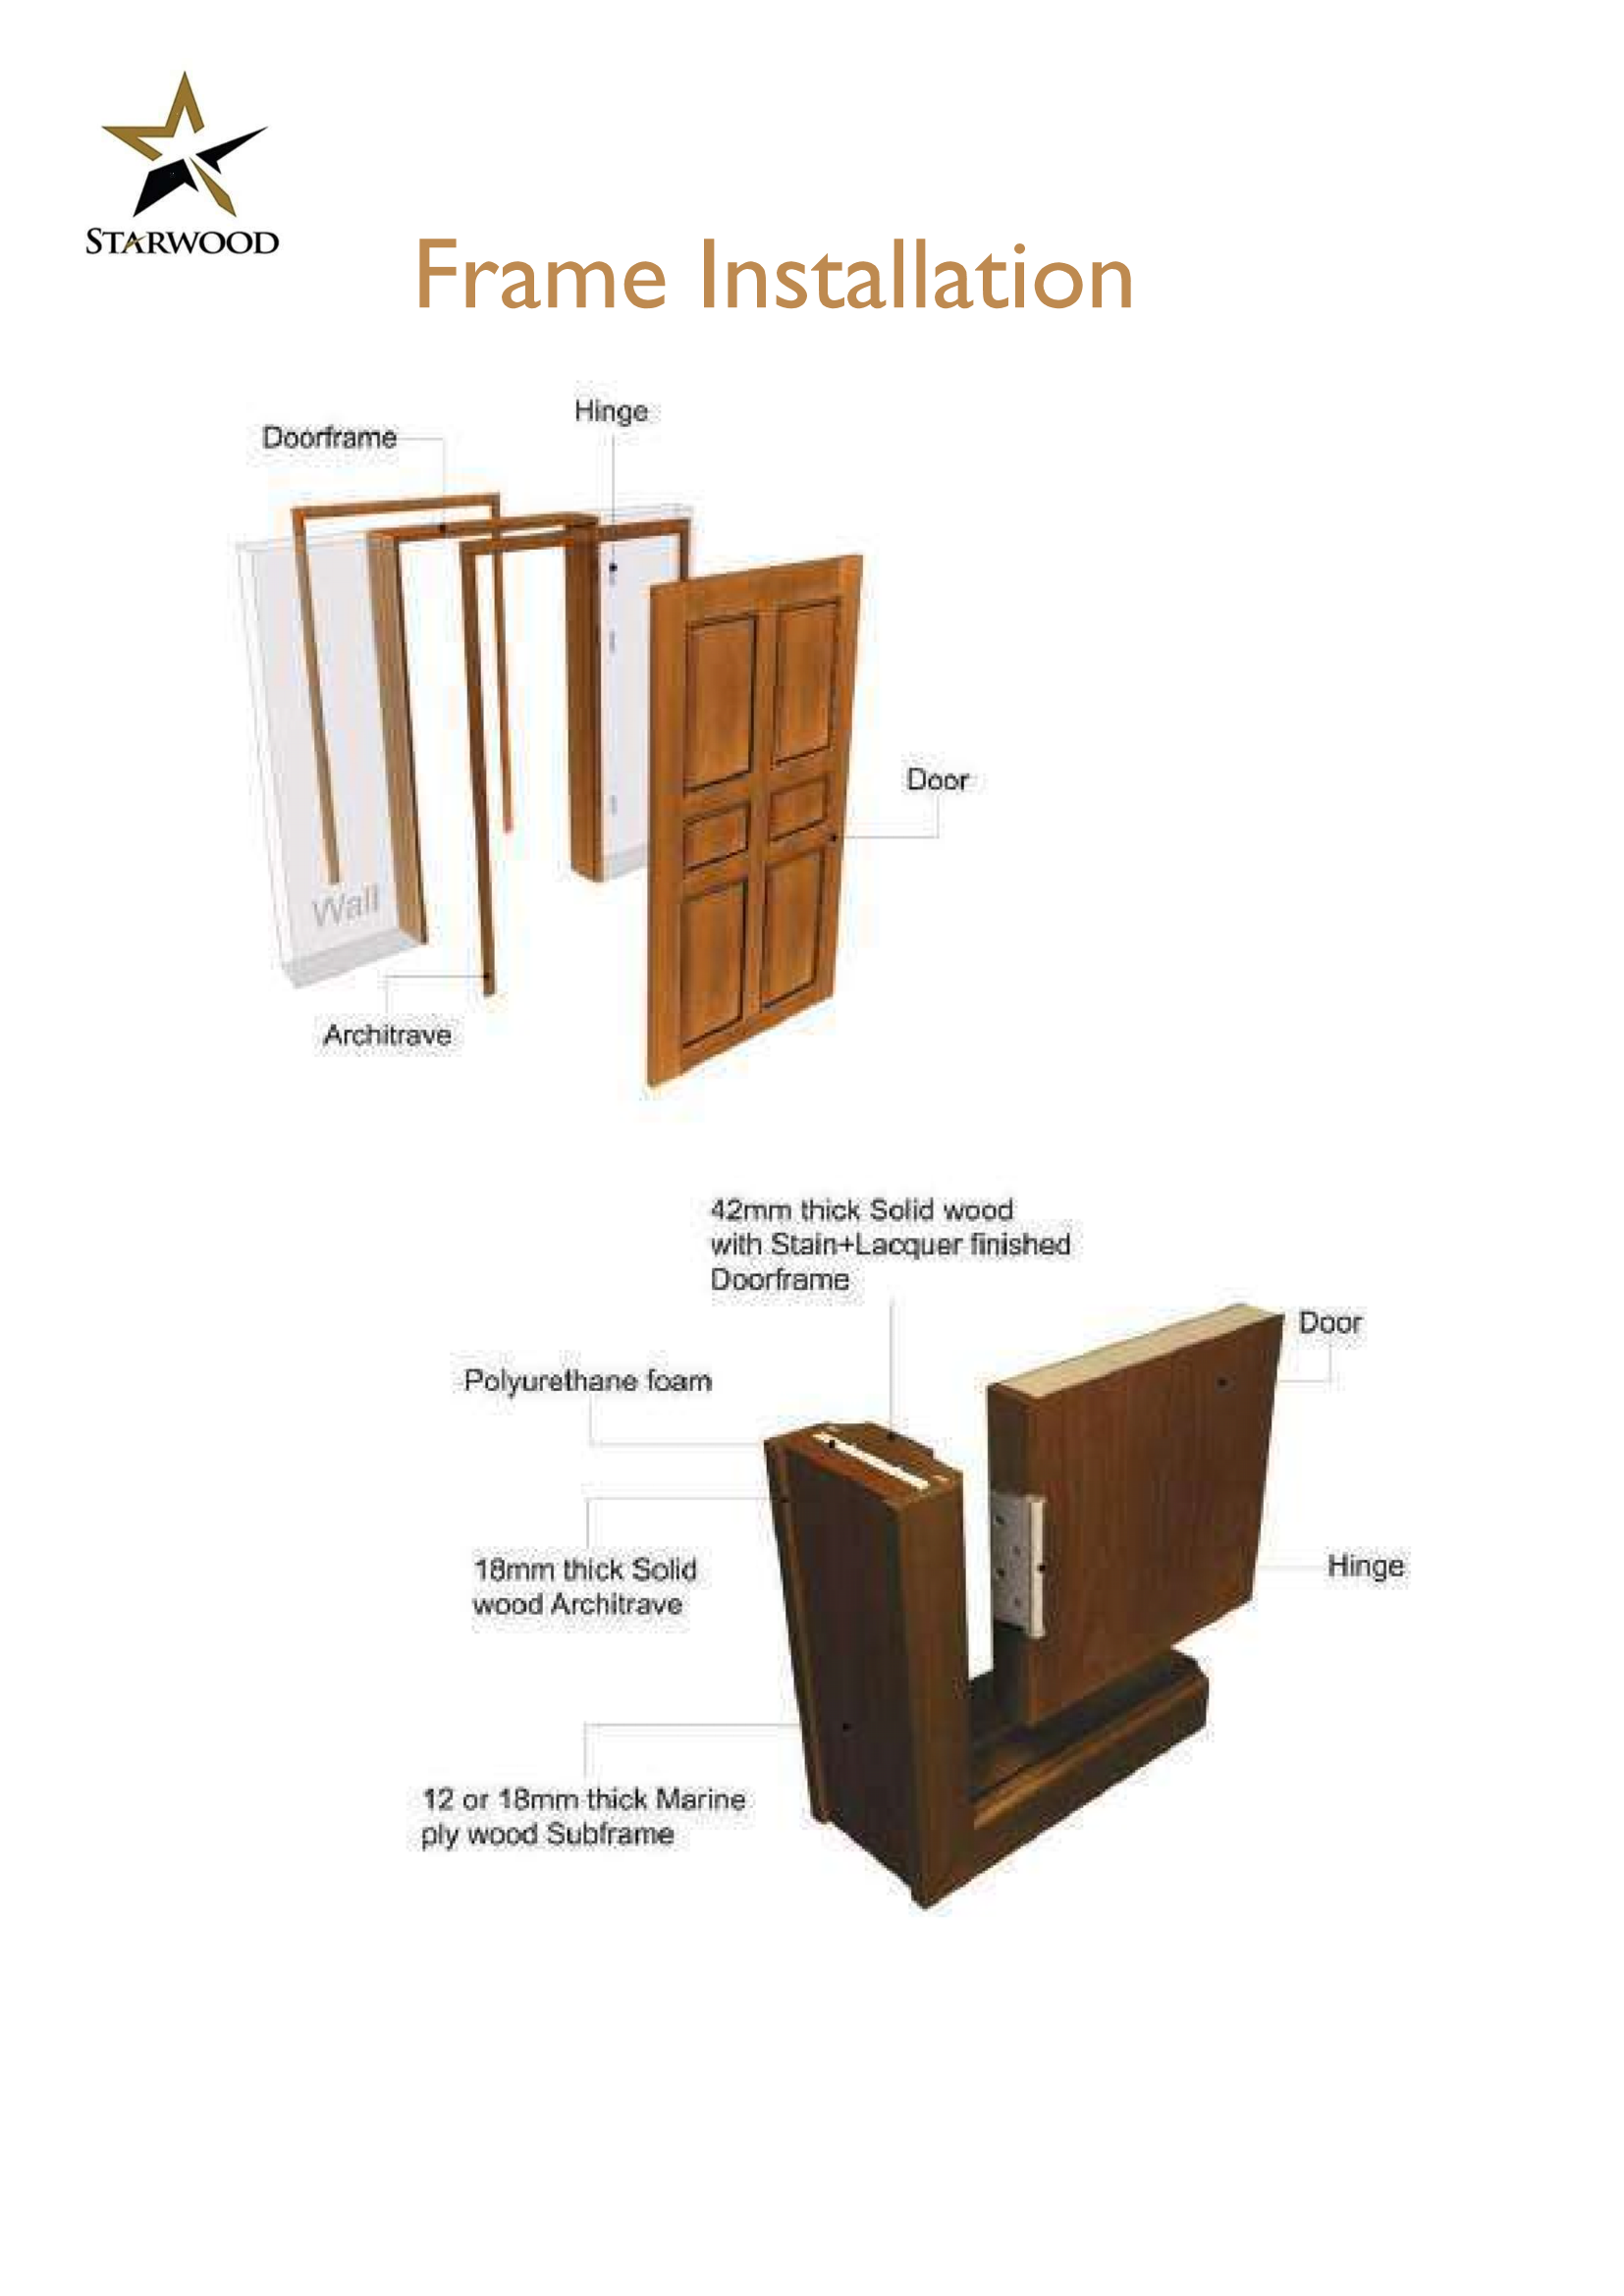 STARWOOD
Frame Installation
Hinge
Doorframe
Door
Wall
Architrave
42mm thick Solid wood
with Stain+Lacquer finished
Doorframe
Door
Polyurethane foam
18mm thick Solid
wood Architrave
Hinge
12 or 18mm thick Marine
ply wood Subframe